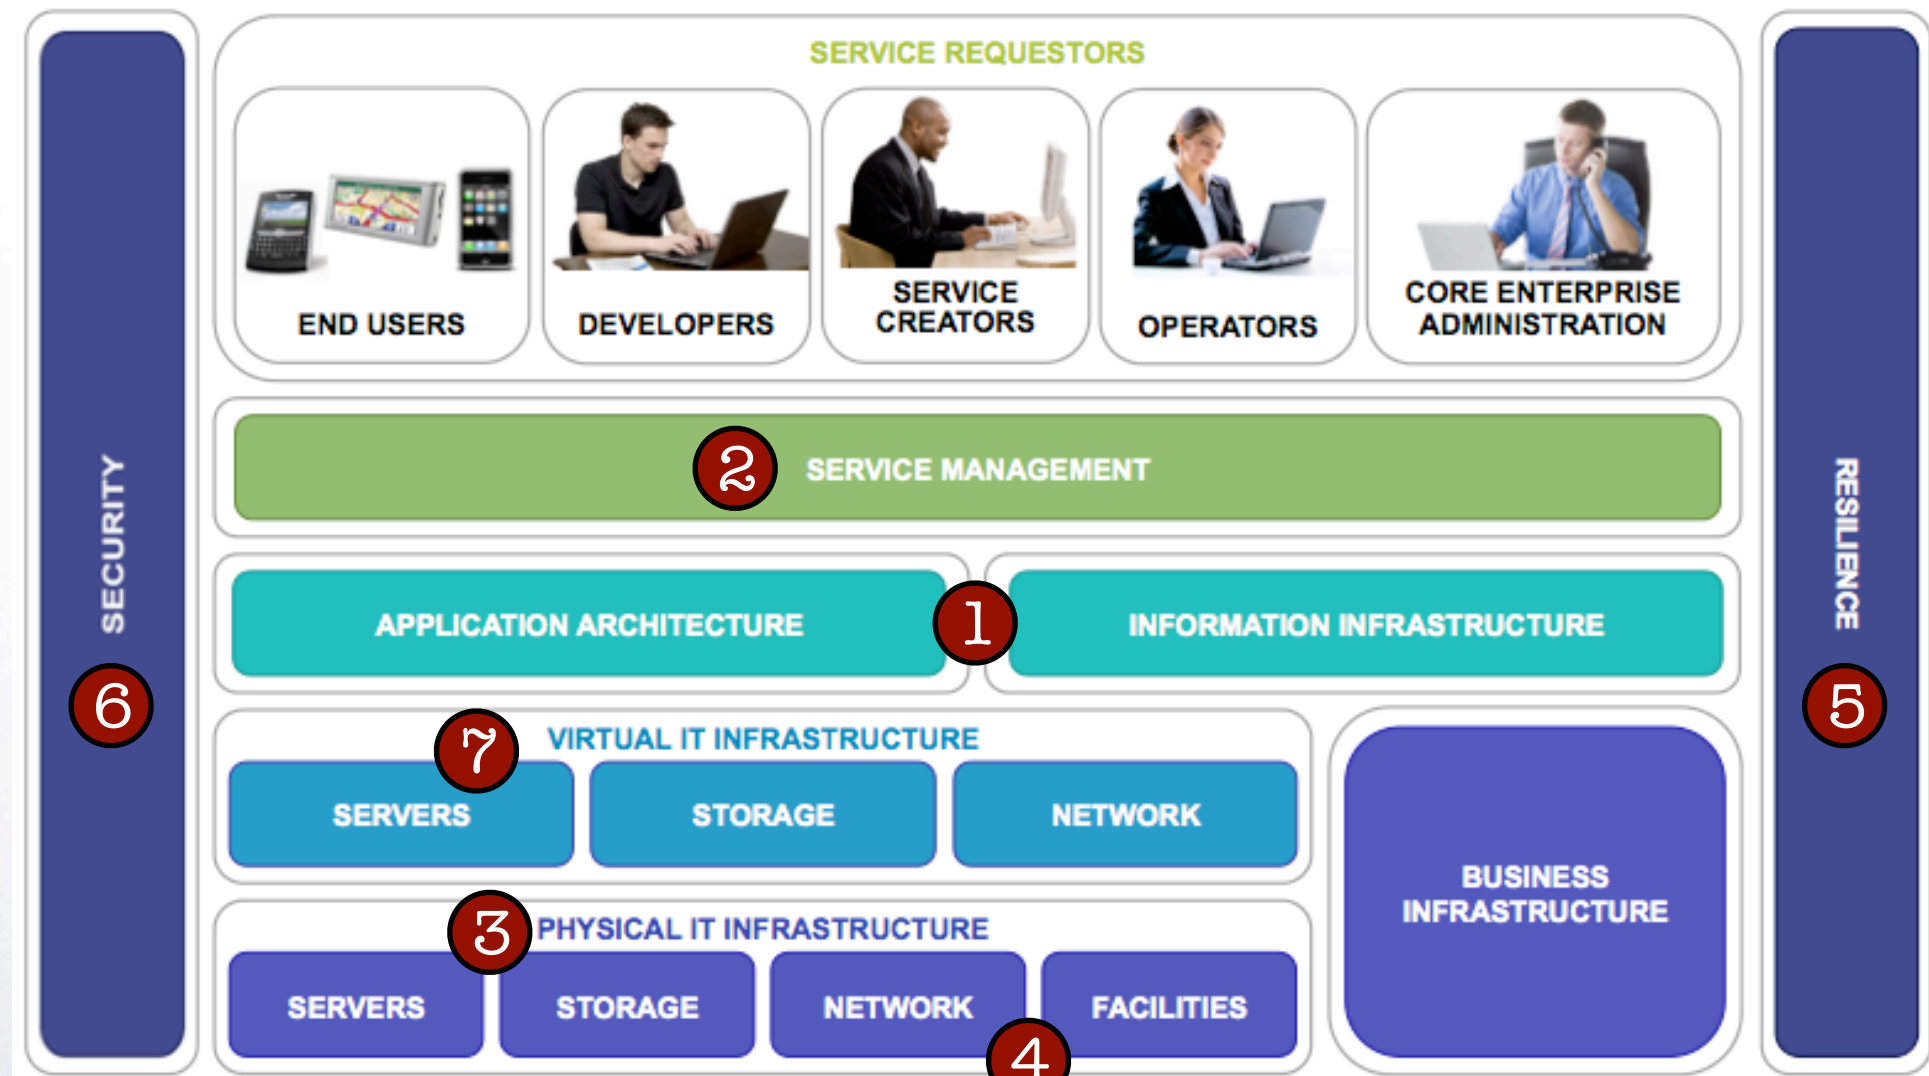 SERVICE REQUESTORS
END USERS
DEVELOPERS
SERVICE
CREATORS
OPERATORS
CORE ENTERPRISE
ADMINISTRATION
SECURITY
6
2
SERVICE MANAGEMENT
APPLICATION ARCHITECTURE
1
INFORMATION INFRASTRUCTURE
7
VIRTUAL IT INFRASTRUCTURE
SERVERS
STORAGE
NETWORK
3
PHYSICAL IT INFRASTRUCTURE
SERVERS
STORAGE
NETWORK
FACILITIES
4
BUSINESS
INFRASTRUCTURE
RESILIENCE
5